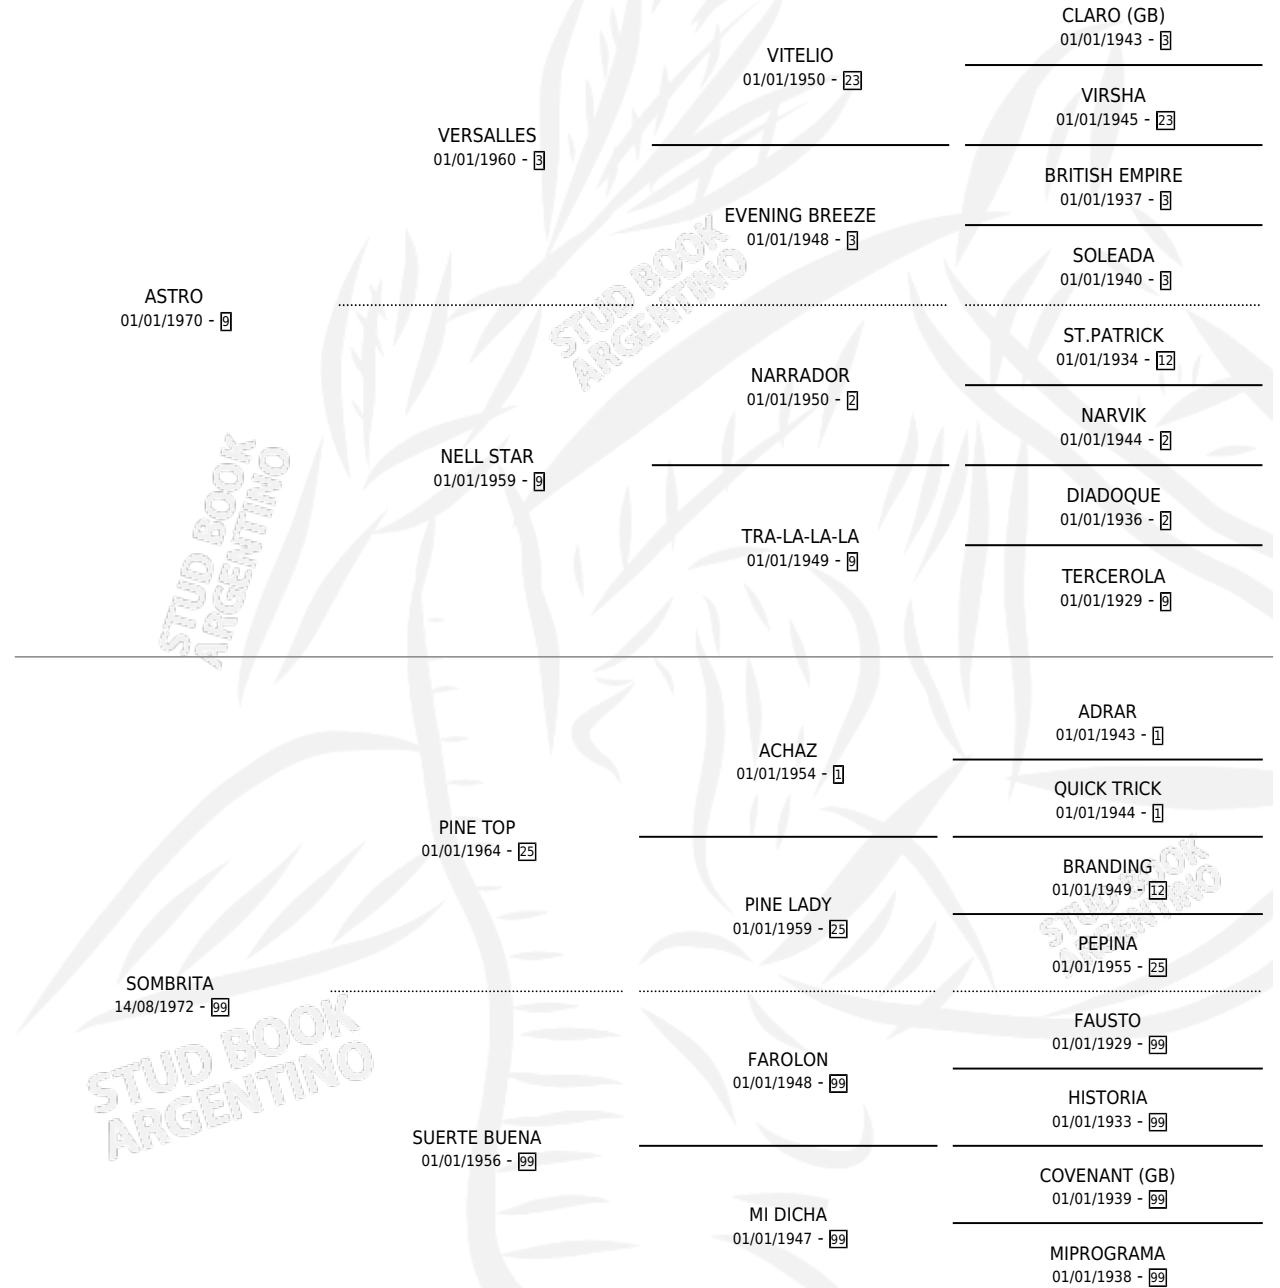 CLARO (GB)
01/01/1943 - 3
VITELIO
01/01/1950 - 23
VIRSHA
01/01/1945 - 23
VERSALLES
01/01/1960 - 3
BRITISH EMPIRE
01/01/1937 - 3
EVENING BREEZE
01/01/1948 - 3
SOLEADA
01/01/1940 - 3
ASTRO
01/01/1970 - 9
ST.PATRICK
01/01/1934 - 12
NARRADOR
01/01/1950 - 2
NARVIK
01/01/1944 - 2
NELL STAR
01/01/1959 - 9
DIADOQUE
01/01/1936 - 2
TRA-LA-LA-LA
01/01/1949 - 9
TERCEROLA
01/01/1929 - 9
ADRAR
01/01/1943 - 1
ACHAZ
01/01/1954 - 1
QUICK TRICK
01/01/1944 - 1
PINE TOP
01/01/1964 - 25
BRANDING
01/01/1949 - 12
PINE LADY
01/01/1959 - 25
PEPINA
01/01/1955 - 25
SOMBRITA
14/08/1972 - 99
FAUSTO
01/01/1929 - 99
FAROLON
01/01/1948 - 99
HISTORIA
01/01/1933 - 99
SUERTE BUENA
01/01/1956 - 99
COVENANT (GB)
01/01/1939 - 99
MI DICHA
01/01/1947 - 99
MIPROGRAMA
01/01/1938 - 99
STUD BOOK
ARGENTINO
STUD BOOK
ARGENTINO
STUD BOOK
ARGENTINO
STUD BOOK
ARGENTINO